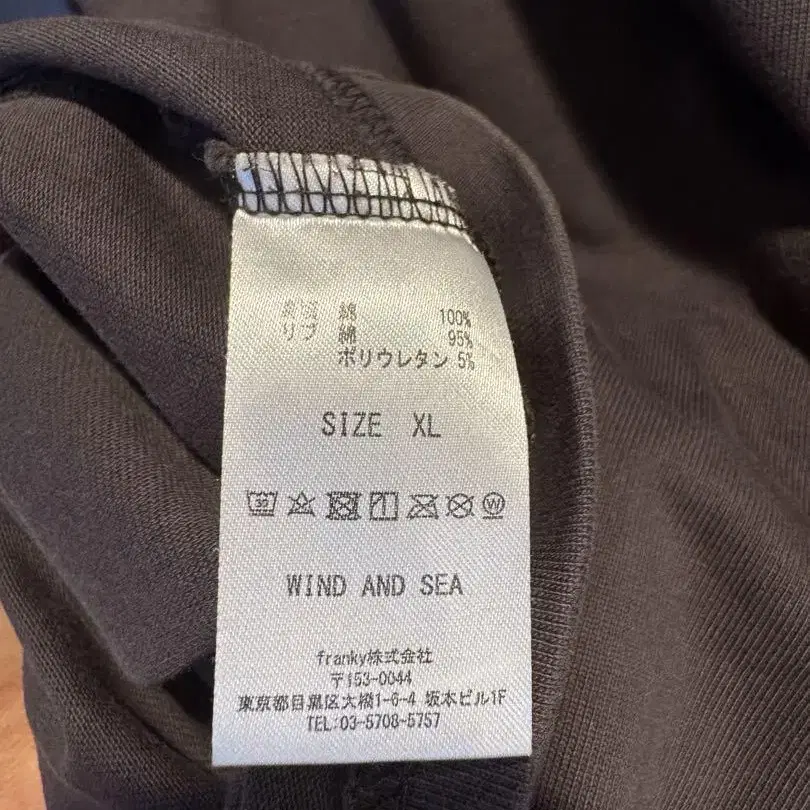 綿 100%
リブ 綿 95%
ポリウレタン 5%
SIZE XL
30
W
WIND AND SEA
franky株式会社
〒153-0044
東京都目黒区大橋1-6-4 坂本ビル1F
TEL:03-5708-5757